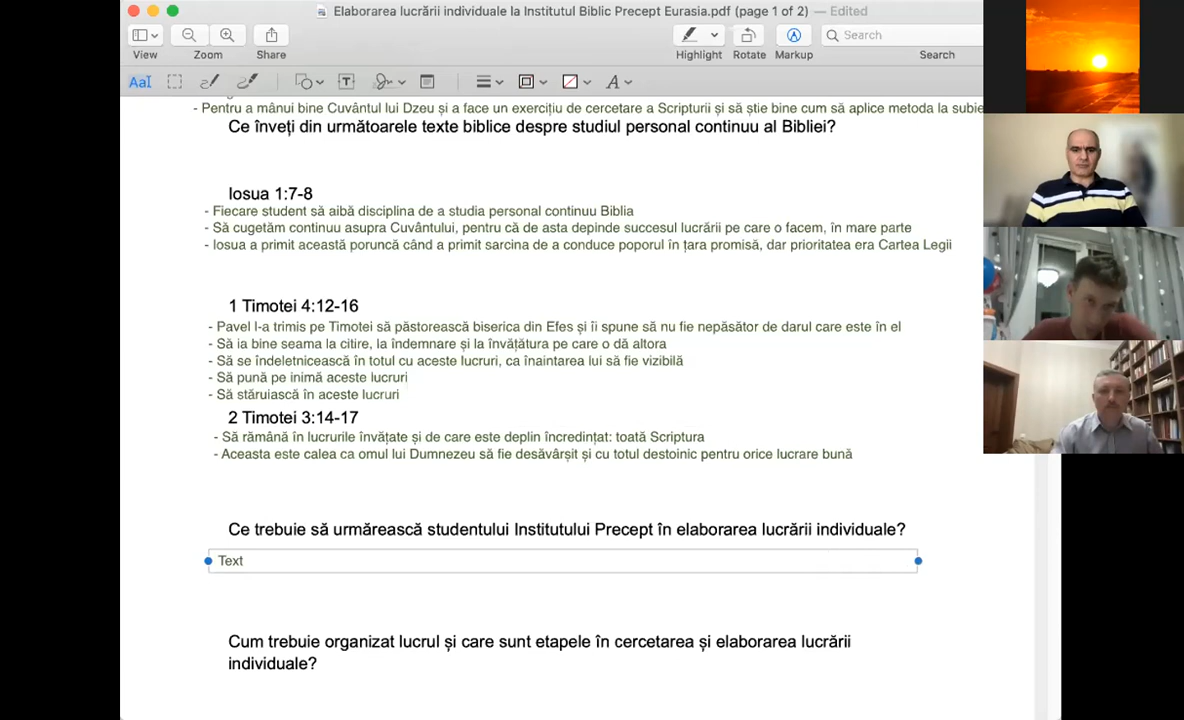 Elaborarea lucrării individuale la Institutul Biblic Precept Eurasia.pdf (page 1 of 2) — Edited
View
Zoom
Share
Highlight
Rotate
Markup
Search
Search
- Pentru a mânui bine Cuvântul lui Dzeu și a face un exercițiu de cercetare a Scripturii și să știe bine cum să aplice metoda la subie
Ce înveți din următoarele texte biblice despre studiul personal continuu al Bibliei?
Iosua 1:7-8
- Fiecare student să aibă disciplina de a studia personal continuu Biblia
- Să cugetăm continuu asupra Cuvântului, pentru că de asta depinde succesul lucrării pe care o facem, în mare parte
- Iosua a primit această poruncă când a primit sarcina de a conduce poporul în țara promisă, dar prioritatea era Cartea Legii
1 Timotei 4:12-16
- Pavel l-a trimis pe Timotei să păstorească biserica din Efes și îi spune să nu fie nepăsător de darul care este în el
- Să ia bine seama la citire, la îndemnare și la învățătura pe care o dă altora
- Să se îndeletnicească în totul cu aceste lucruri, ca înaintarea lui să fie vizibilă
- Să pună pe inimă aceste lucruri
- Să stăruiască în aceste lucruri
2 Timotei 3:14-17
- Să rămână în lucrurile învățate și de care este deplin încredințat: toată Scriptura
- Aceasta este calea ca omul lui Dumnezeu să fie desăvârșit și cu totul destoinic pentru orice lucrare bună
Ce trebuie să urmărească studentului Institutului Precept în elaborarea lucrării individuale?
Text
Cum trebuie organizat lucrul și care sunt etapele în cercetarea și elaborarea lucrării
individuale?